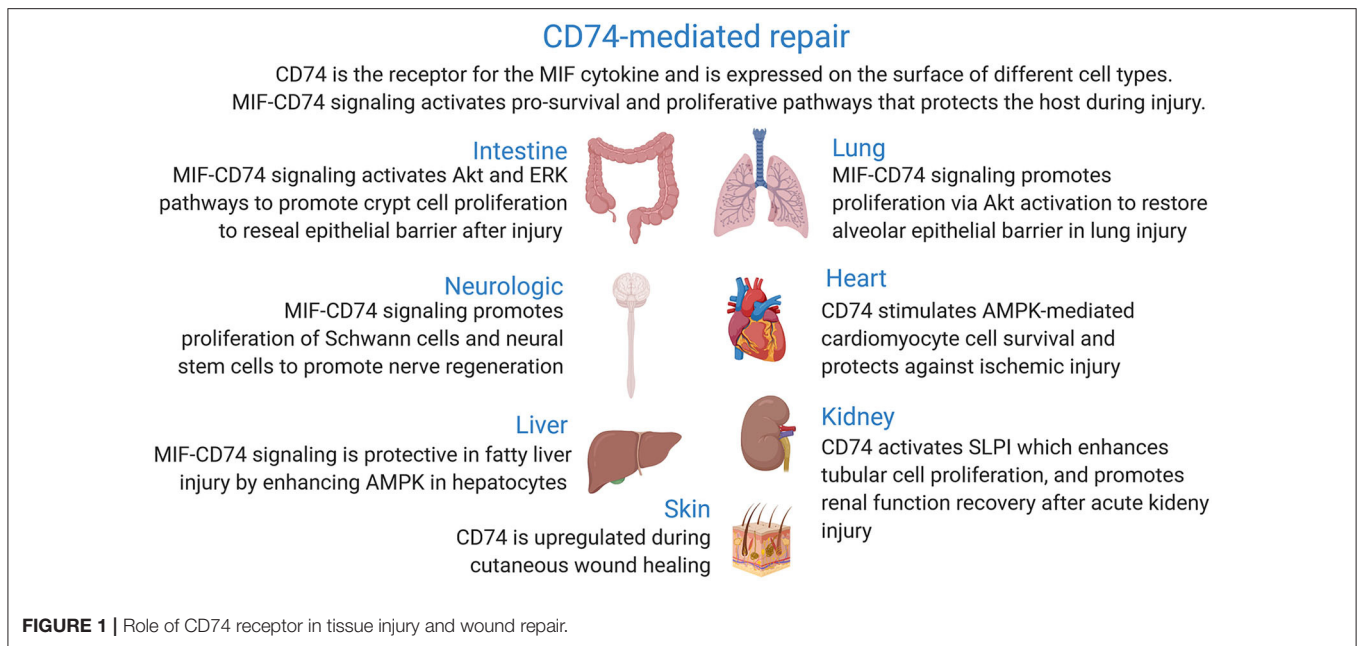 CD74-mediated repair
CD74 is the receptor for the MIF cytokine and is expressed on the surface of different cell types.
MIF-CD74 signaling activates pro-survival and proliferative pathways that protects the host during injury.
Intestine
MIF-CD74 signaling activates Akt and ERK
pathways to promote crypt cell proliferation
to reseal epithelial barrier after injury
Lung
MIF-CD74 signaling promotes
proliferation via Akt activation to restore
alveolar epithelial barrier in lung injury
Neurologic
MIF-CD74 signaling promotes
proliferation of Schwann cells and neural
stem cells to promote nerve regeneration
Heart
CD74 stimulates AMPK-mediated
cardiomyocyte cell survival and
protects against ischemic injury
Liver
MIF-CD74 signaling is protective in fatty liver
injury by enhancing AMPK in hepatocytes
Kidney
CD74 activates SLPI which enhances
tubular cell proliferation, and promotes
renal function recovery after acute kideny
injury
Skin
CD74 is upregulated during
cutaneous wound healing
FIGURE 1 | Role of CD74 receptor in tissue injury and wound repair.